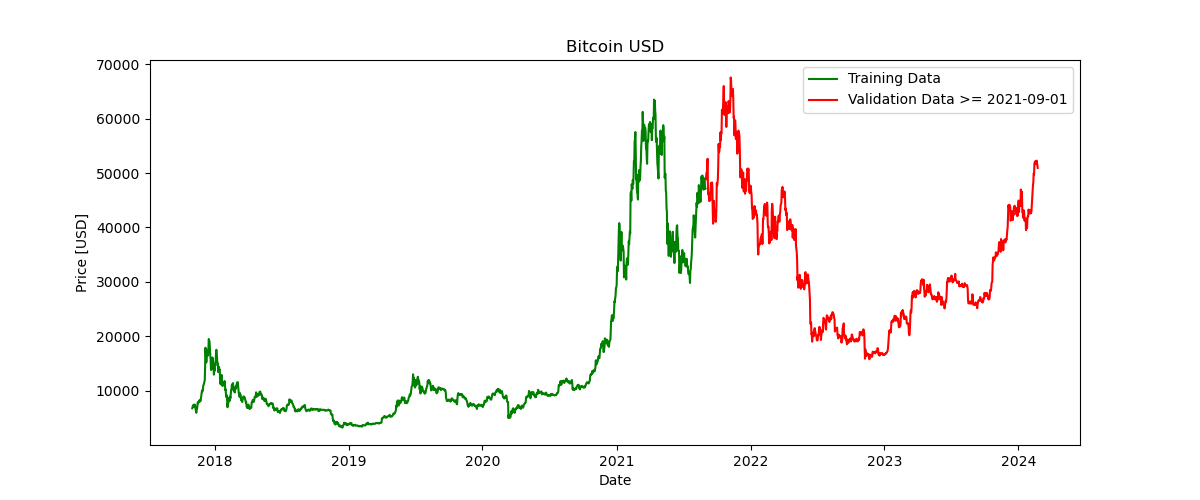 Bitcoin USD
Training Data
Validation Data >= 2021-09-01
Price [USD]
70000
60000
50000
40000
30000
20000
10000
2018 2019 2020 2021 2022 2023 2024
Date